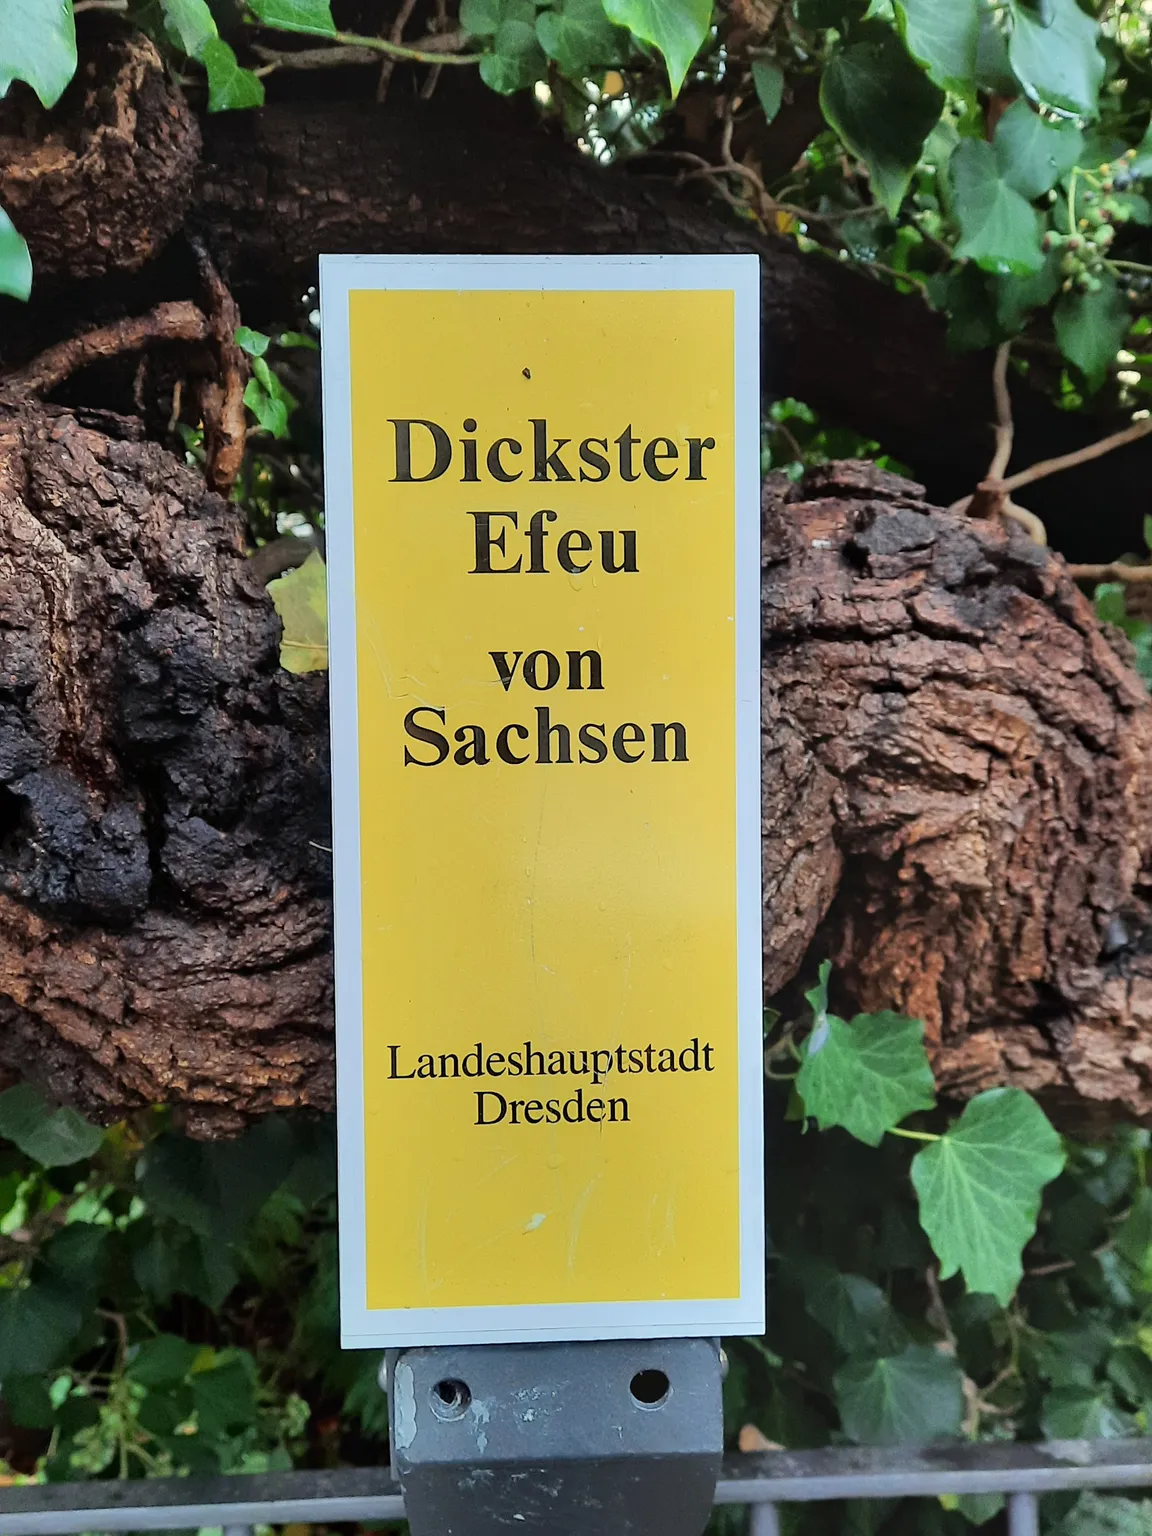 Dickster
Efeu
von
Sachsen
Landeshauptstadt
Dresden